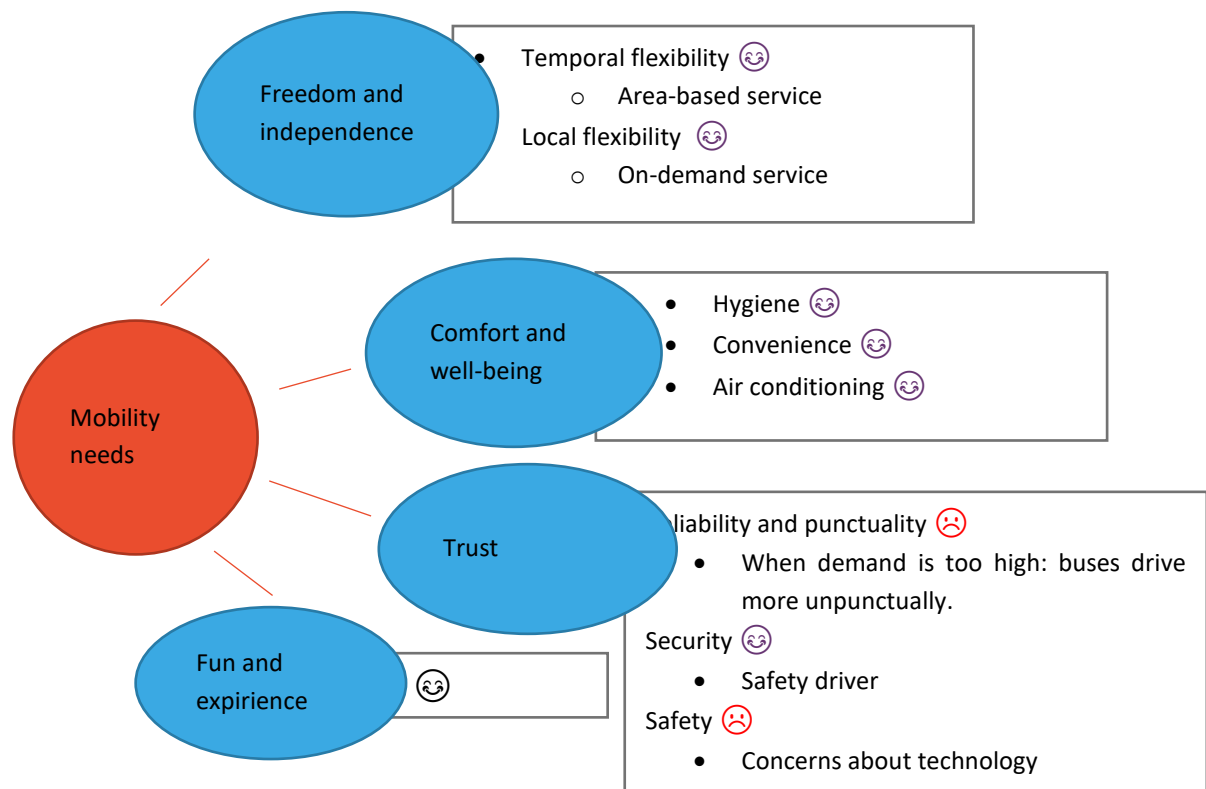 Freedom and
independence
• Temporal flexibility
o Area-based service
Local flexibility
o On-demand service
Comfort and
well-being
• Hygiene
• Convenience
• Air conditioning
Mobility
needs
Trust
eliability and punctuality
• When demand is too high: buses drive
more unpunctually.
Security
• Safety driver
Safety
• Concerns about technology
Fun and
expirience